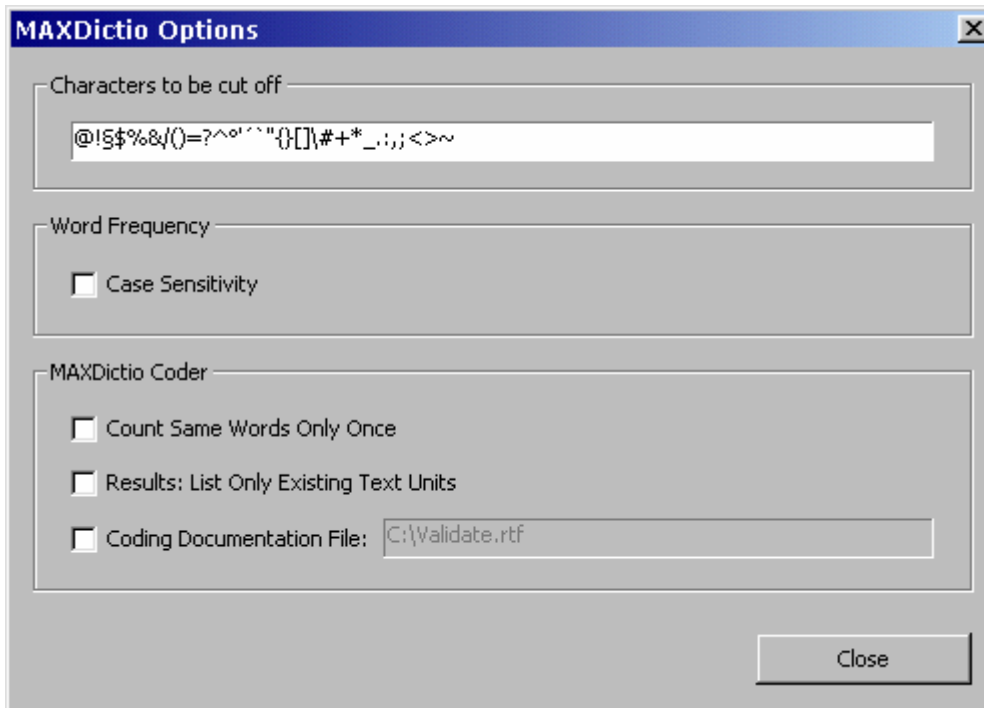 MAXDictio Options
Characters to be cut off
@!§$%&/()=?^°'´``"{}[]\#+*_.:,;<>~
Word Frequency
Case Sensitivity
MAXDictio Coder
Count Same Words Only Once
Results: List Only Existing Text Units
Coding Documentation File: C:\Validate.rtf
Close